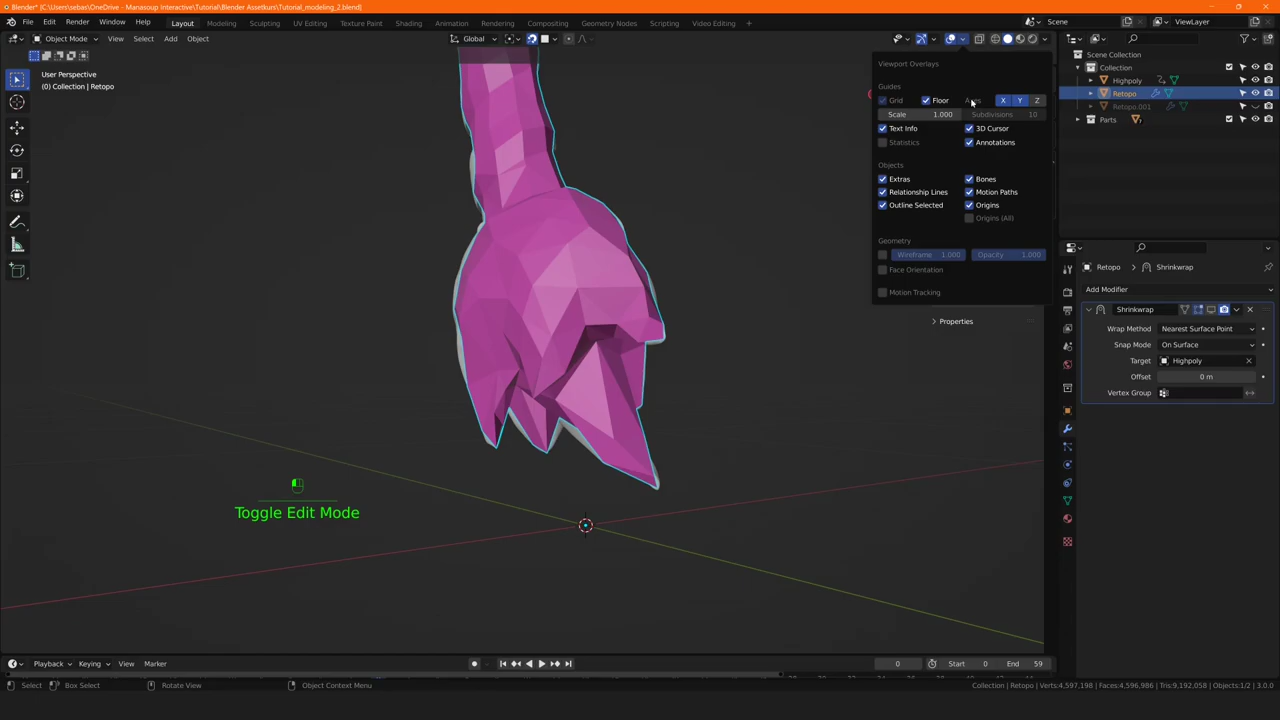 Blender* [C:\Users\sebas\OneDrive - Manasoup Interactive\Tutorial\Blender Assetkurs\Tutorial_modeling_2.blend]
File Edit Render Window Help Layout Modeling Sculpting UV Editing Texture Paint Shading Animation Rendering Compositing Geometry Nodes Scripting Video Editing Scene ViewLayer
Object Mode View Select Add Object Global
User Perspective
(0) Collection | Retopo
Viewport Overlays
Guides
Grid Floor X Y Z
Scale 1.000 Subdivisions 10
Text Info 3D Cursor
Statistics Annotations
Objects
Extras Bones
Relationship Lines Motion Paths
Outline Selected Origins
Origins (All)
Geometry
Wireframe 1.000 Opacity 1.000
Face Orientation
Motion Tracking
Properties
Scene Collection
Collection
Highpoly
Retopo
Retopo.001
Parts
Retopo Shrinkwrap
Add Modifier
Shrinkwrap
Wrap Method Nearest Surface Point
Snap Mode On Surface
Target Highpoly
Offset 0 m
Vertex Group
Toggle Edit Mode
Playback Keying View Marker 0 Start 0 End 59
Select Box Select Rotate View Object Context Menu Collection | Retopo | Verts:4,597,198 | Faces:4,596,986 | Tris:9,192,058 | Objects:1/2 | 3.0.0